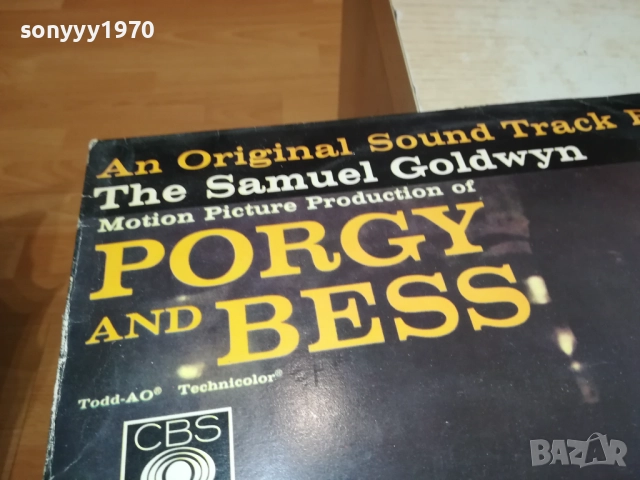 sonyyy1970
An Original Sound Track
The Samuel Goldwyn
Motion Picture Production of
PORGY
AND BESS
Todd-AO® Technicolor®
CBS
BAZAR